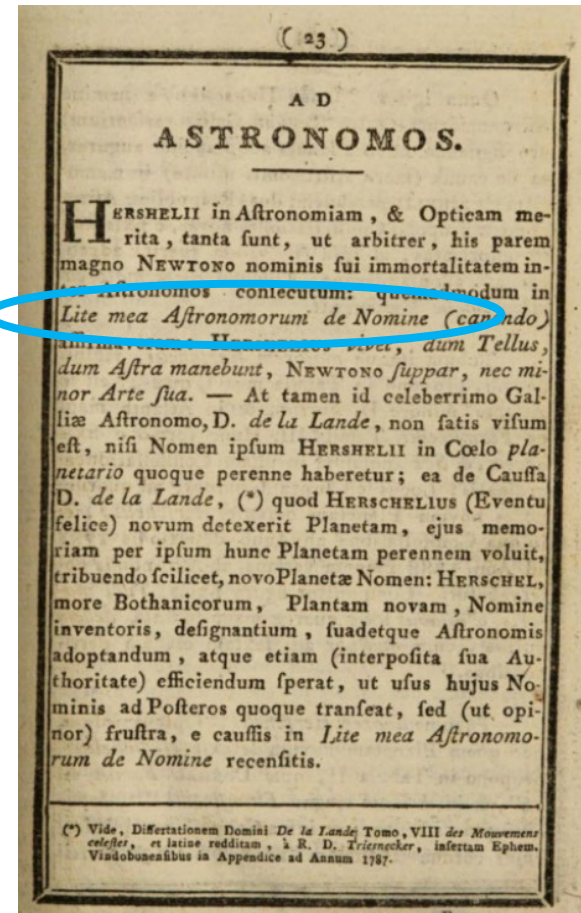 ( 23 )
AD
ASTRONOMOS.
HERSHELII in Aſtronomiam , & Opticam me-
rita , tanta ſunt , ut arbitrer , his parem
magno NEWTONO nominis ſui immortalitatem in-
ter Aſtronomos conſecutum: quemadmodum in
Lite mea Aſtronomorum de Nomine (canendo)
affirmaveram: HERSHELIUS vivet , dum Tellus,
dum Aſtra manebunt , NEWTONO ſuppar , nec mi-
nor Arte ſua. — At tamen id celeberrimo Gal-
liæ Aſtronomo, D. de la Lande , non ſatis viſum
eſt , niſi Nomen ipſum HERSHELII in Cœlo pla-
netario quoque perenne haberetur ; ea de Cauſſa
D. de la Lande , (*) quod HERSCHELIUS (Eventu
felice) novum detexerit Planetam , ejus memo-
riam per ipſum hunc Planetam perennem voluit,
tribuendo ſcilicet, novoPlanetæ Nomen: HERSCHEL,
more Bothanicorum , Plantam novam , Nomine
inventoris, deſignantium , ſuadetque Aſtronomis
adoptandum , atque etiam (interpoſita ſua Au-
thoritate) efficiendum ſperat , ut uſus hujus No-
minis ad Poſteros quoque tranſeat , ſed (ut opi-
nor) fruſtra , e cauſſis in Lite mea Aſtronomo-
rum de Nomine recenſitis.
(*) Vide , Diſſertationem Domini De la Lande Tomo , VIII des Mouvemens
celeſtes , et latine redditam , à R. D. Trieſnecker , inſertam Ephem.
Vindobonenſibus in Appendice ad Annum 1787.